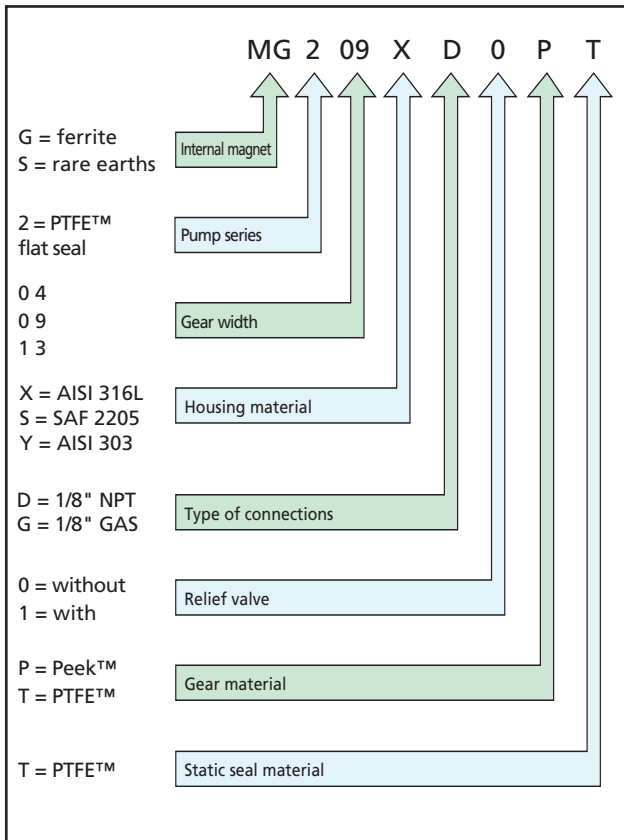 MG 2 09 X D 0 P T
G = ferrite
S = rare earths
Internal magnet
2 = PTFE™
flat seal
Pump series
0 4
0 9
1 3
Gear width
X = AISI 316L
S = SAF 2205
Y = AISI 303
Housing material
D = 1/8" NPT
G = 1/8" GAS
Type of connections
0 = without
1 = with
Relief valve
P = Peek™
T = PTFE™
Gear material
T = PTFE™
Static seal material